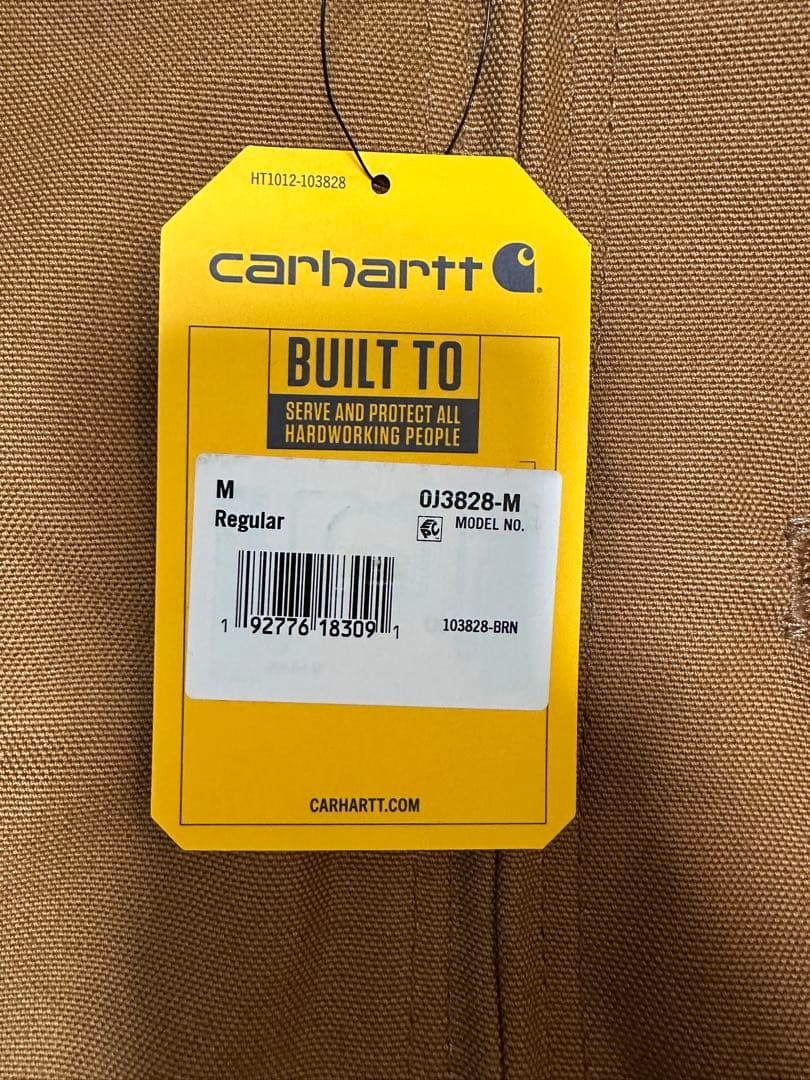 HT1012-103828
carhartt
BUILT TO
SERVE AND PROTECT ALL
HARDWORKING PEOPLE
M
0J3828-M
Regular
MODEL NO.
1 92776 18309 1
103828-BRN
CARHARTT.COM